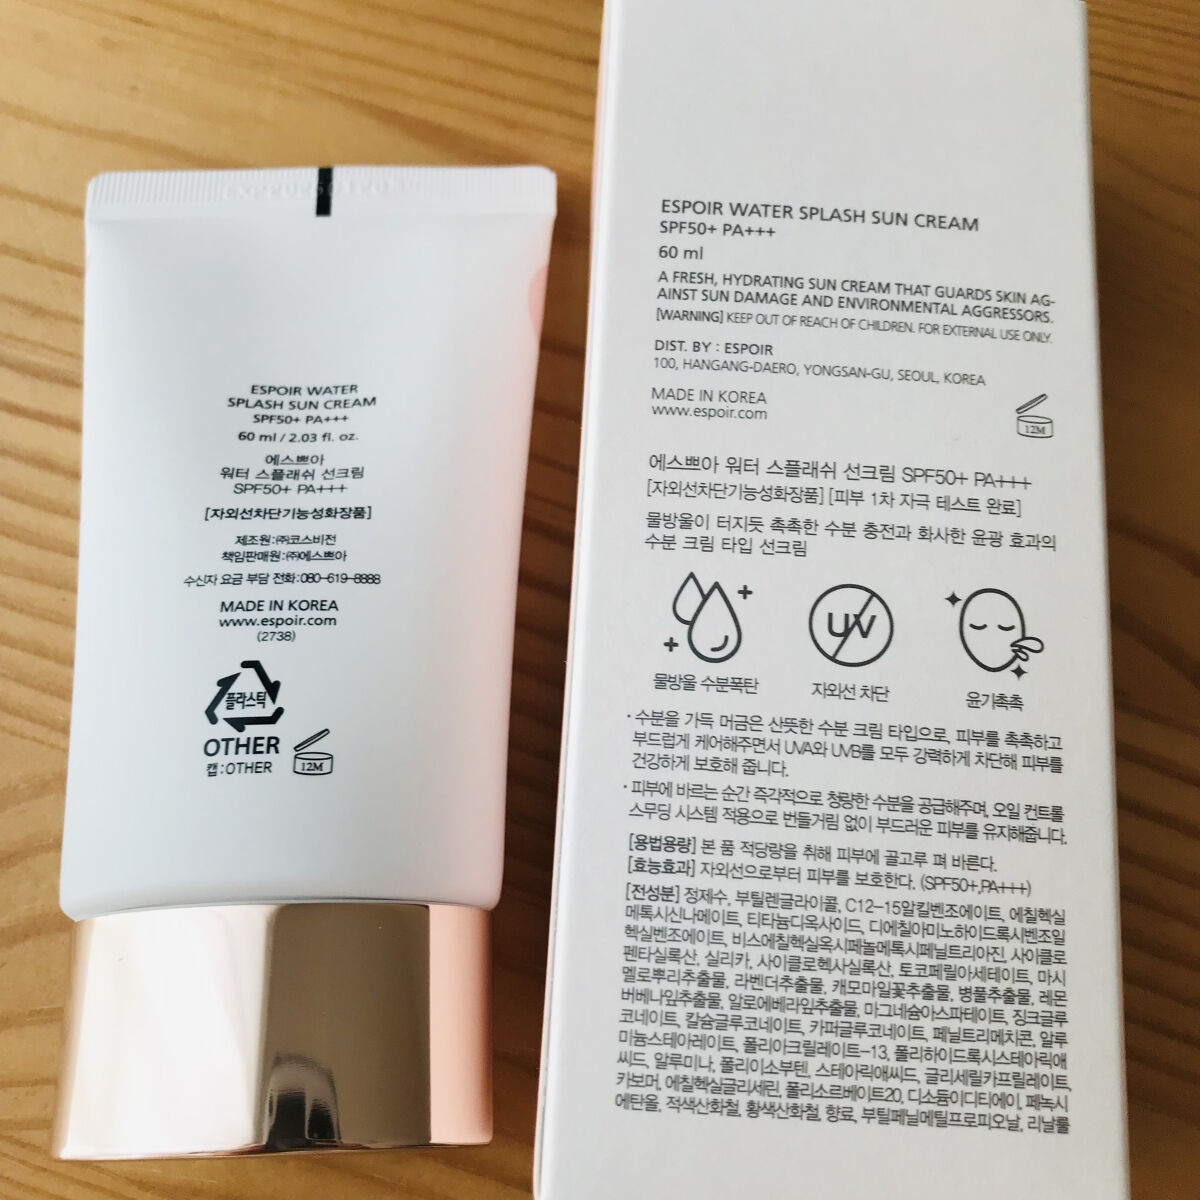 ESPOIR WATER
SPLASH SUN CREAM
SPF50+ PA+++
60 ml / 2.03 fl. oz.
에스쁘아
워터 스플래쉬 선크림
SPF50+ PA+++
[자외선차단기능성화장품]
제조원:㈜코스비전
책임판매원:㈜에스쁘아
수신자 요금 부담 전화:080-619-8888
MADE IN KOREA
www.espoir.com
(2738)
플라스틱
OTHER
캡:OTHER
12M
ESPOIR WATER SPLASH SUN CREAM
SPF50+ PA+++
60 ml
A FRESH, HYDRATING SUN CREAM THAT GUARDS SKIN AG-
AINST SUN DAMAGE AND ENVIRONMENTAL AGGRESSORS.
[WARNING] KEEP OUT OF REACH OF CHILDREN. FOR EXTERNAL USE ONLY.
DIST. BY : ESPOIR
100, HANGANG-DAERO, YONGSAN-GU, SEOUL, KOREA
MADE IN KOREA
www.espoir.com
12M
에스쁘아 워터 스플래쉬 선크림 SPF50+ PA+++
[자외선차단기능성화장품] [피부 1차 자극 테스트 완료]
물방울이 터지듯 촉촉한 수분 충전과 화사한 윤광 효과의
수분 크림 타입 선크림
UV
물방울 수분폭탄
자외선 차단
윤기촉촉
· 수분을 가득 머금은 산뜻한 수분 크림 타입으로, 피부를 촉촉하고
부드럽게 케어해주면서 UVA와 UVB를 모두 강력하게 차단해 피부를
건강하게 보호해 줍니다.
· 피부에 바르는 순간 즉각적으로 청량한 수분을 공급해주며, 오일 컨트롤
스무딩 시스템 적용으로 번들거림 없이 부드러운 피부를 유지해줍니다.
[용법용량] 본 품 적당량을 취해 피부에 골고루 펴 바른다.
[효능효과] 자외선으로부터 피부를 보호한다. (SPF50+,PA+++)
[전성분] 정제수, 부틸렌글라이콜, C12-15알킬벤조에이트, 에칠헥실
메톡시신나메이트, 티타늄디옥사이드, 디에칠아미노하이드록시벤조일
헥실벤조에이트, 비스에칠헥실옥시페놀메톡시페닐트리아진, 사이클로
펜타실록산, 실리카, 사이클로헥사실록산, 토코페릴아세테이트, 마시
멜로뿌리추출물, 라벤더추출물, 캐모마일꽃추출물, 병풀추출물, 레몬
버베나잎추출물, 알로에베라잎추출물, 마그네슘아스파테이트, 징크글루
코네이트, 칼슘글루코네이트, 카퍼글루코네이트, 페닐트리메치콘, 알루
미늄스테아레이트, 폴리아크릴레이트-13, 폴리하이드록시스테아릭애
씨드, 알루미나, 폴리이소부텐, 스테아릭애씨드, 글리세릴카프릴레이트,
카보머, 에칠헥실글리세린, 폴리소르베이트20, 디소듐이디티에이, 페녹시
에탄올, 적색산화철, 황색산화철, 향료, 부틸페닐메틸프로피오날, 리날룰